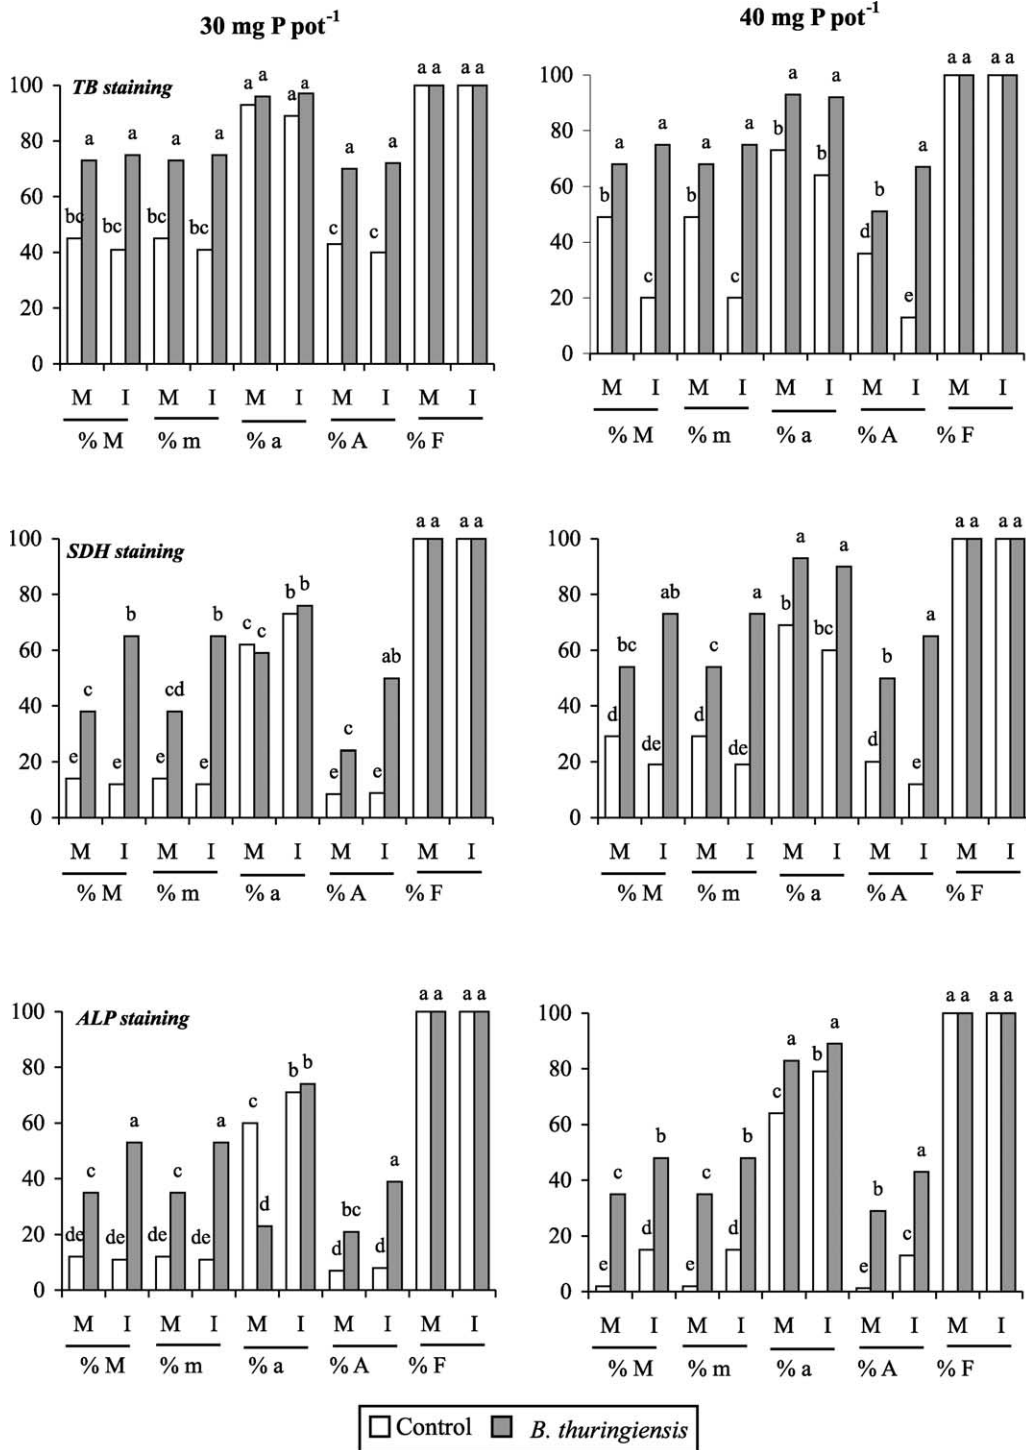 30 mg P pot-1
40 mg P pot-1
TB staining
100
80
60
40
20
0
bc a bc a bc a bc a a a a a c a c a a a a a
M I M I M I M I M I
% M % m % a % A % F
100
80
60
40
20
0
b a c a b a c a b a b a d b e a a a a a
M I M I M I M I M I
% M % m % a % A % F
SDH staining
100
80
60
40
20
0
e c e b e cd e b c c b b e c e ab a a a a
M I M I M I M I M I
% M % m % a % A % F
100
80
60
40
20
0
d bc de ab d c de a b a bc a d b de a a a a a
M I M I M I M I M I
% M % m % a % A % F
ALP staining
100
80
60
40
20
0
de c de a de c de a c d b b d bc d a a a a a
M I M I M I M I M I
% M % m % a % A % F
100
80
60
40
20
0
e c d b e c d b c a b a e b c a a a a a
M I M I M I M I M I
% M % m % a % A % F
Control B. thuringiensis